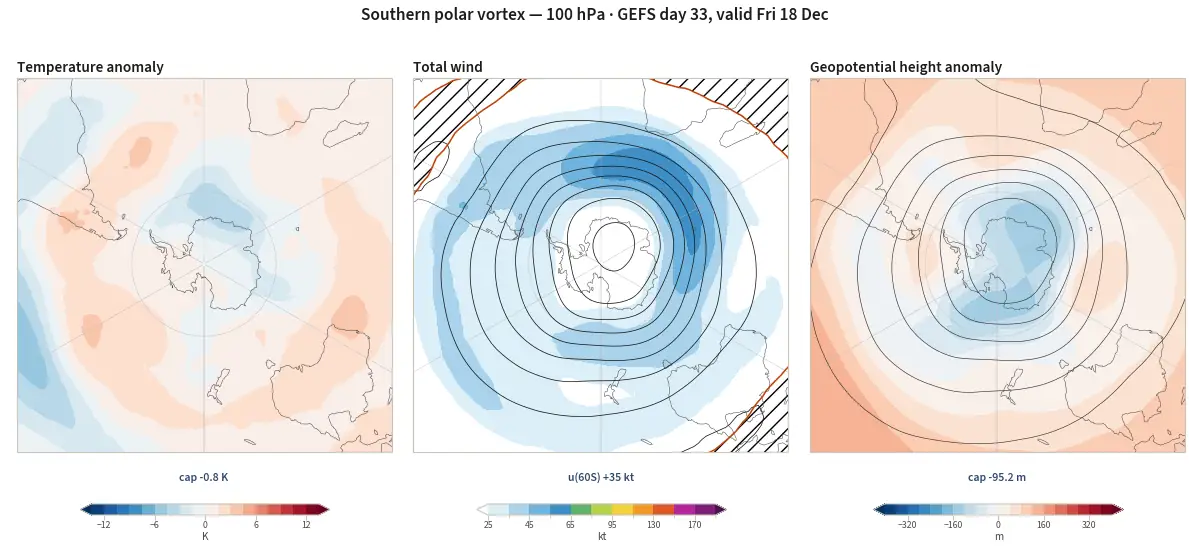 Southern polar vortex — 100 hPa · GEFS day 33, valid Fri 18 Dec
Temperature anomaly
Total wind
Geopotential height anomaly
cap -0.8 K
u(60S) +35 kt
cap -95.2 m
−12 −6 0 6 12
K
25 45 65 95 130 170
kt
−320 −160 0 160 320
m